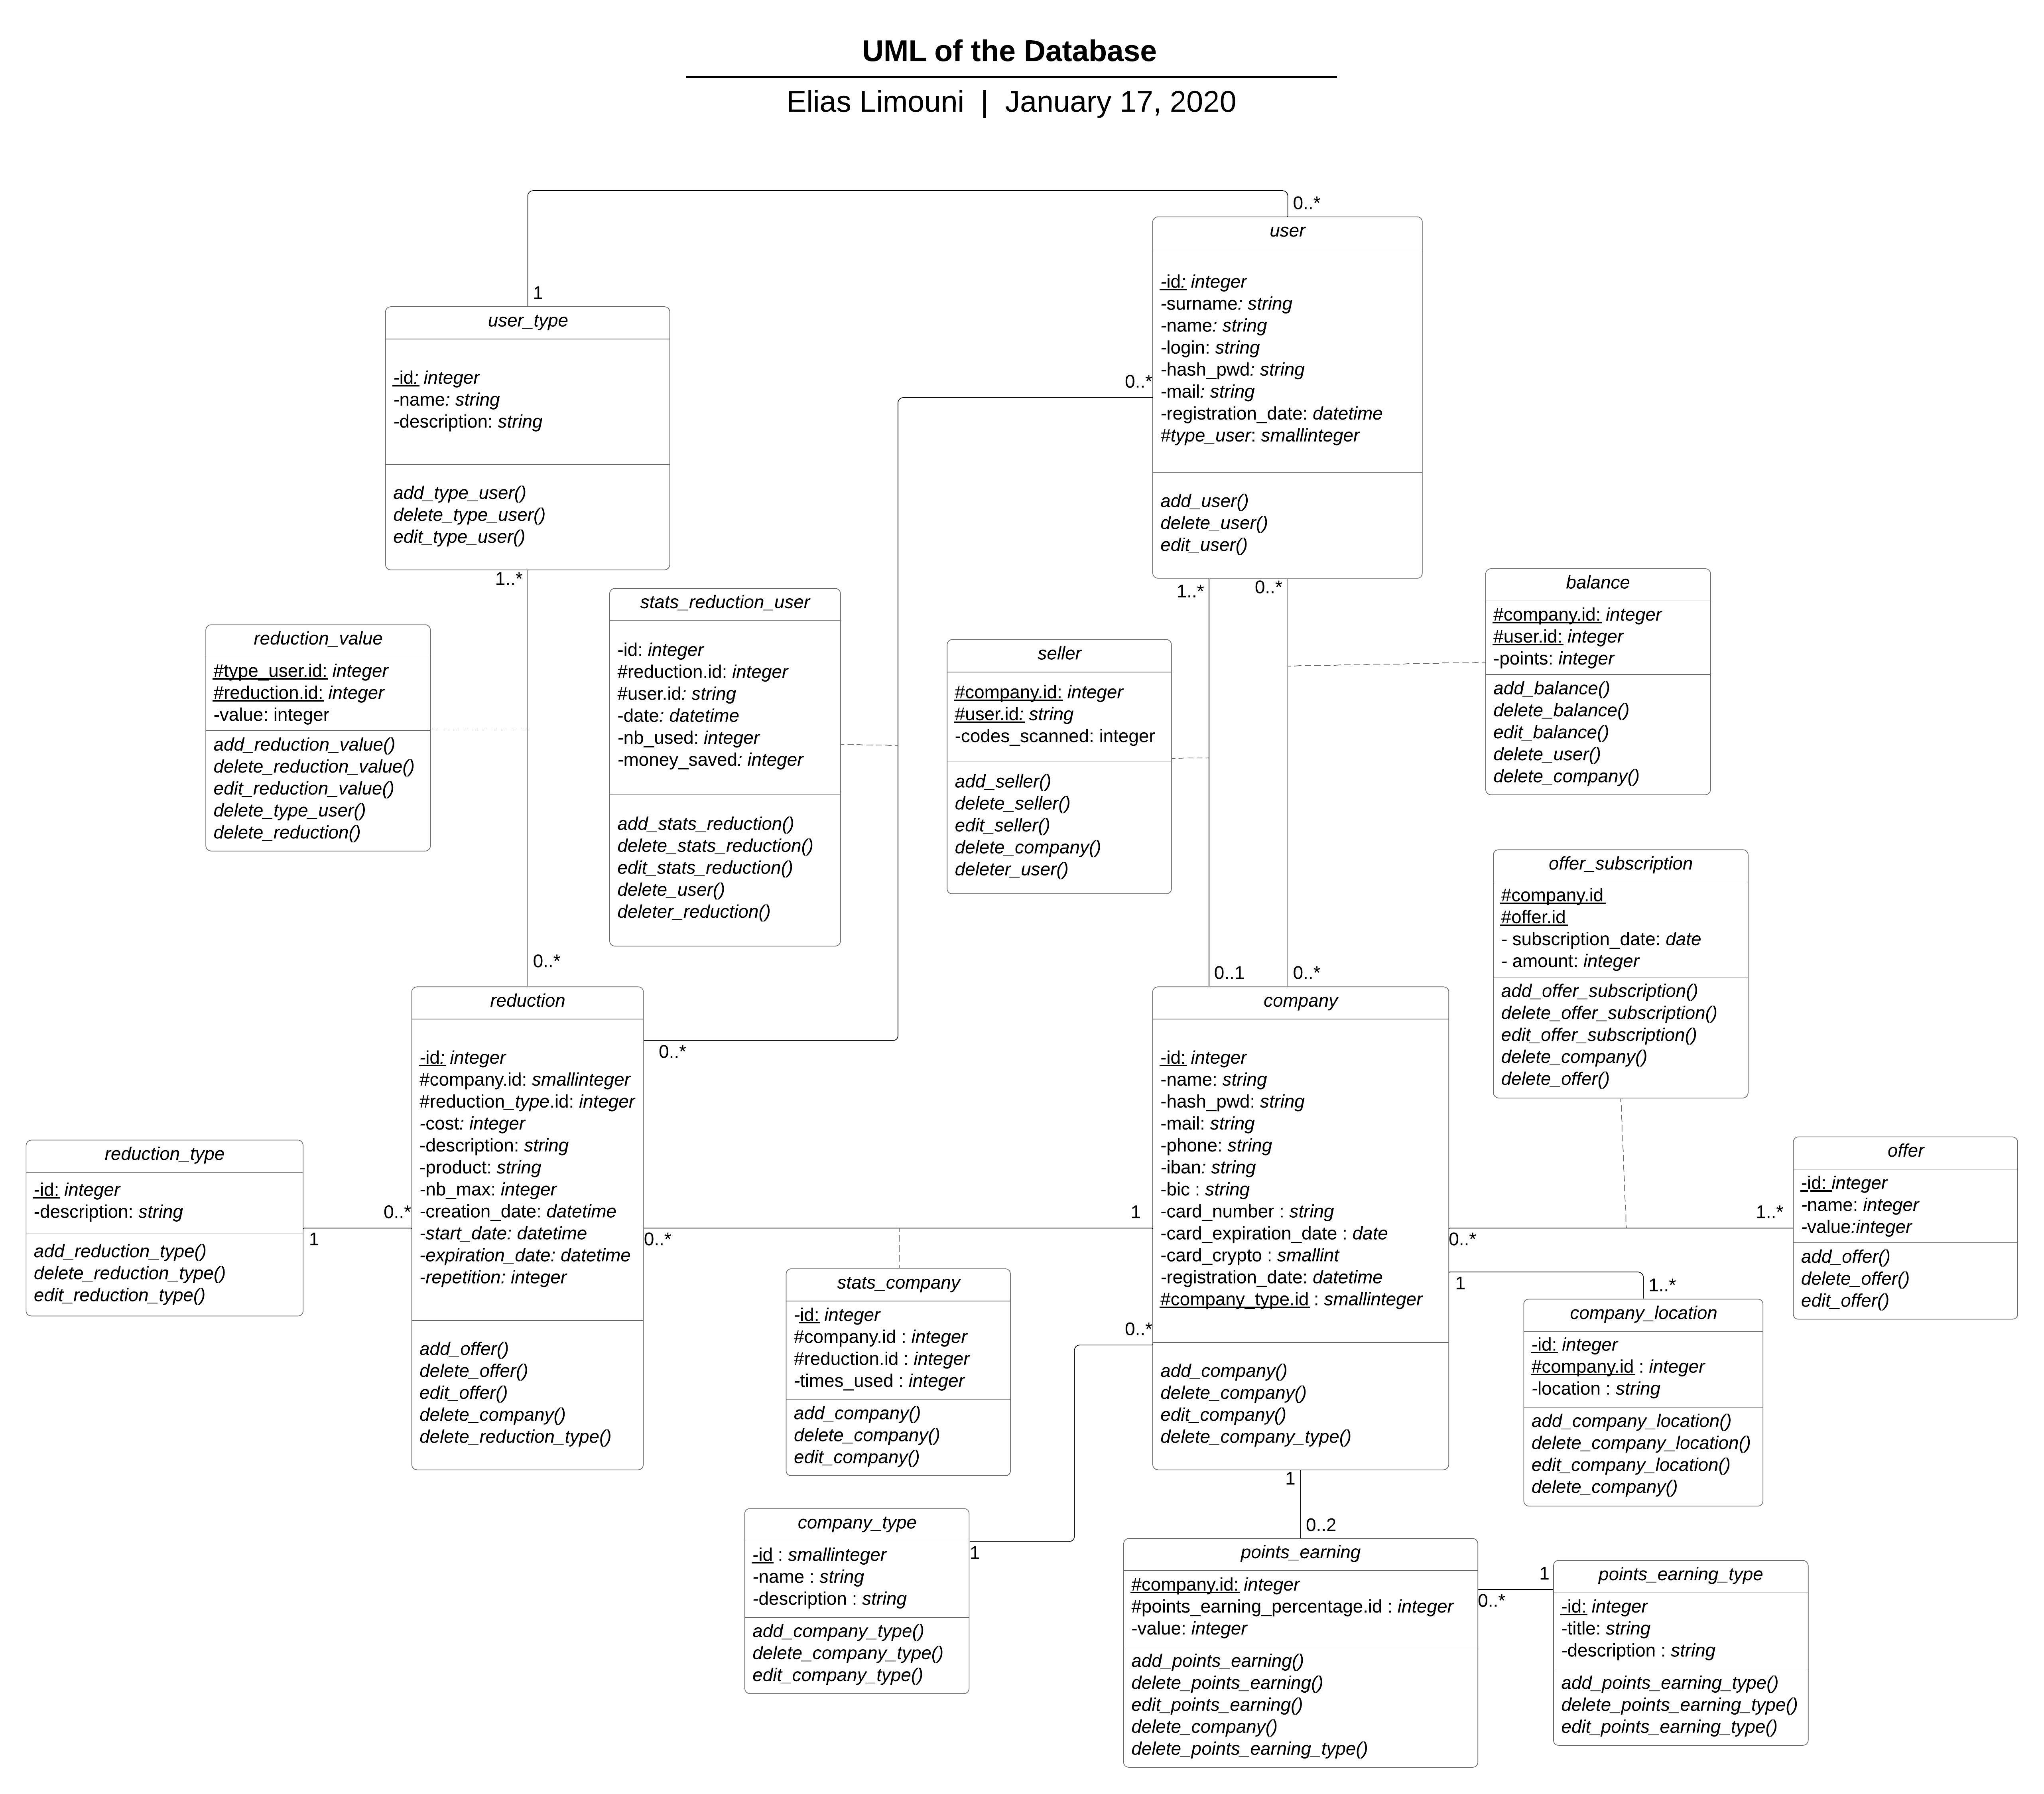 UML of the Database
Elias Limouni | January 17, 2020
0..*
user
-id: integer
-surname: string
-name: string
-login: string
-hash_pwd: string
-mail: string
-registration_date: datetime
#type_user: smallinteger
add_user()
delete_user()
edit_user()
1
user_type
-id: integer
-name: string
-description: string
add_type_user()
delete_type_user()
edit_type_user()
0..*
1..*
1..*
0..*
balance
#company.id: integer
#user.id: integer
-points: integer
add_balance()
delete_balance()
edit_balance()
delete_user()
delete_company()
stats_reduction_user
-id: integer
#reduction.id: integer
#user.id: string
-date: datetime
-nb_used: integer
-money_saved: integer
add_stats_reduction()
delete_stats_reduction()
edit_stats_reduction()
delete_user()
deleter_reduction()
reduction_value
#type_user.id: integer
#reduction.id: integer
-value: integer
add_reduction_value()
delete_reduction_value()
edit_reduction_value()
delete_type_user()
delete_reduction()
seller
#company.id: integer
#user.id: string
-codes_scanned: integer
add_seller()
delete_seller()
edit_seller()
delete_company()
deleter_user()
offer_subscription
#company.id
#offer.id
- subscription_date: date
- amount: integer
add_offer_subscription()
delete_offer_subscription()
edit_offer_subscription()
delete_company()
delete_offer()
0..*
0..1
0..*
reduction
-id: integer
#company.id: smallinteger
#reduction_type.id: integer
-cost: integer
-description: string
-product: string
-nb_max: integer
-creation_date: datetime
-start_date: datetime
-expiration_date: datetime
-repetition: integer
add_offer()
delete_offer()
edit_offer()
delete_company()
delete_reduction_type()
0..*
company
-id: integer
-name: string
-hash_pwd: string
-mail: string
-phone: string
-iban: string
-bic : string
-card_number : string
-card_expiration_date : date
-card_crypto : smallint
-registration_date: datetime
#company_type.id : smallinteger
add_company()
delete_company()
edit_company()
delete_company_type()
reduction_type
-id: integer
-description: string
add_reduction_type()
delete_reduction_type()
edit_reduction_type()
0..*
1
0..*
1
offer
-id: integer
-name: integer
-value:integer
add_offer()
delete_offer()
edit_offer()
1..*
0..*
1
1..*
stats_company
-id: integer
#company.id : integer
#reduction.id : integer
-times_used : integer
add_company()
delete_company()
edit_company()
company_location
-id: integer
#company.id : integer
-location : string
add_company_location()
delete_company_location()
edit_company_location()
delete_company()
0..*
1
0..2
company_type
-id : smallinteger
-name : string
-description : string
add_company_type()
delete_company_type()
edit_company_type()
1
points_earning
#company.id: integer
#points_earning_percentage.id : integer
-value: integer
add_points_earning()
delete_points_earning()
edit_points_earning()
delete_company()
delete_points_earning_type()
1
0..*
points_earning_type
-id: integer
-title: string
-description : string
add_points_earning_type()
delete_points_earning_type()
edit_points_earning_type()